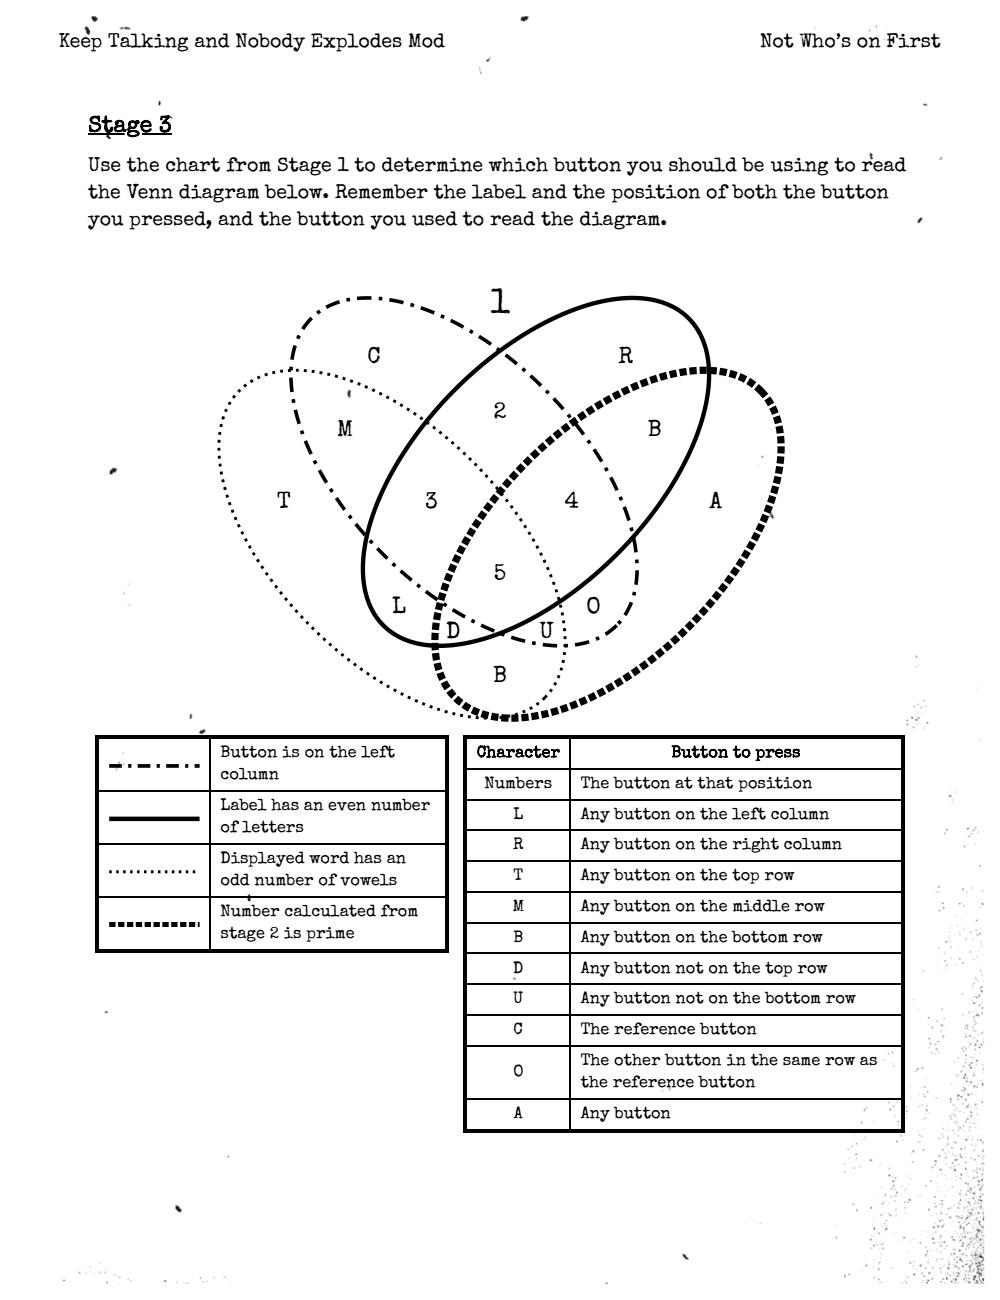 Keep Talking and Nobody Explodes Mod
Not Who's on First
Stage 3
Use the chart from Stage 1 to determine which button you should be using to read
the Venn diagram below. Remember the label and the position of both the button
you pressed, and the button you used to read the diagram.
1
C
R
2
M
B
T
3
4
A
5
L
O
D
U
B
Button is on the left
column
Label has an even number
of letters
Displayed word has an
odd number of vowels
Number calculated from
stage 2 is prime
Character Button to press
Numbers The button at that position
L Any button on the left column
R Any button on the right column
T Any button on the top row
M Any button on the middle row
B Any button on the bottom row
D Any button not on the top row
U Any button not on the bottom row
C The reference button
O The other button in the same row as
the reference button
A Any button